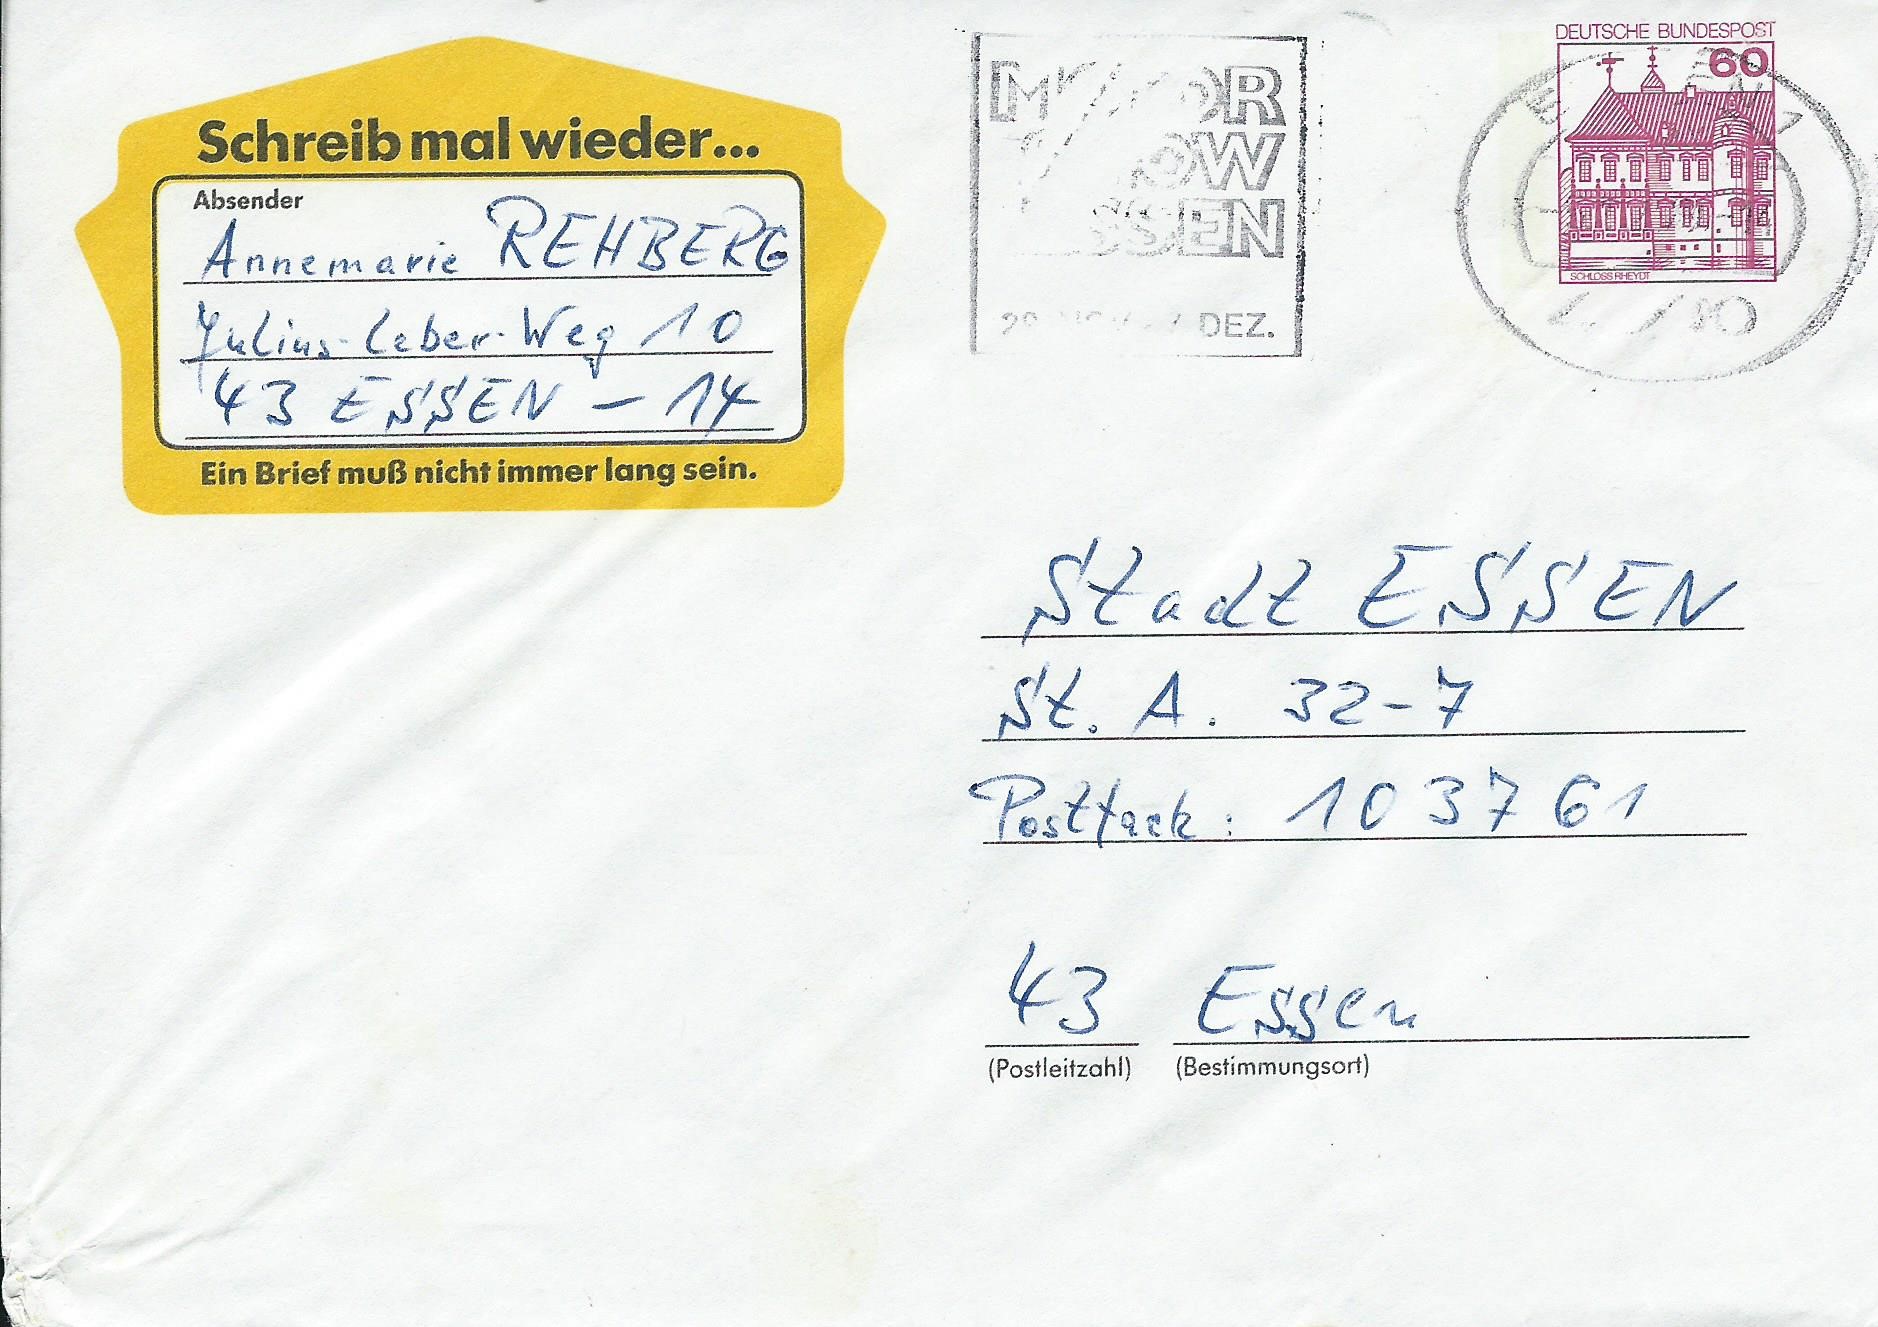 Schreib mal wieder...
Absender
Annemarie REHBERG
Julius-Leber-Weg 10
43 ESSEN - 14
Ein Brief muß nicht immer lang sein.
DEZ.
DEUTSCHE BUNDESPOST
60
SCHLOSS RHEYDT
Stadt ESSEN
St. A. 32-7
Postfach: 103761
43 Essen
(Postleitzahl) (Bestimmungsort)